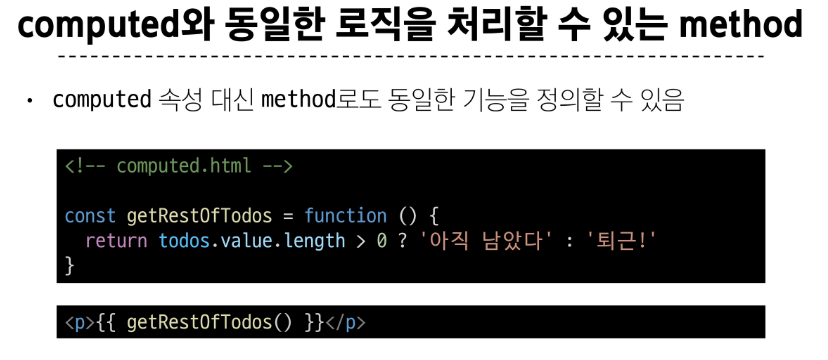 computed와 동일한 로직을 처리할 수 있는 method
• computed 속성 대신 method로도 동일한 기능을 정의할 수 있음
<!-- computed.html -->
const getRestOfTodos = function () {
  return todos.value.length > 0 ? '아직 남았다' : '퇴근!'
}
<p>{{ getRestOfTodos() }}</p>